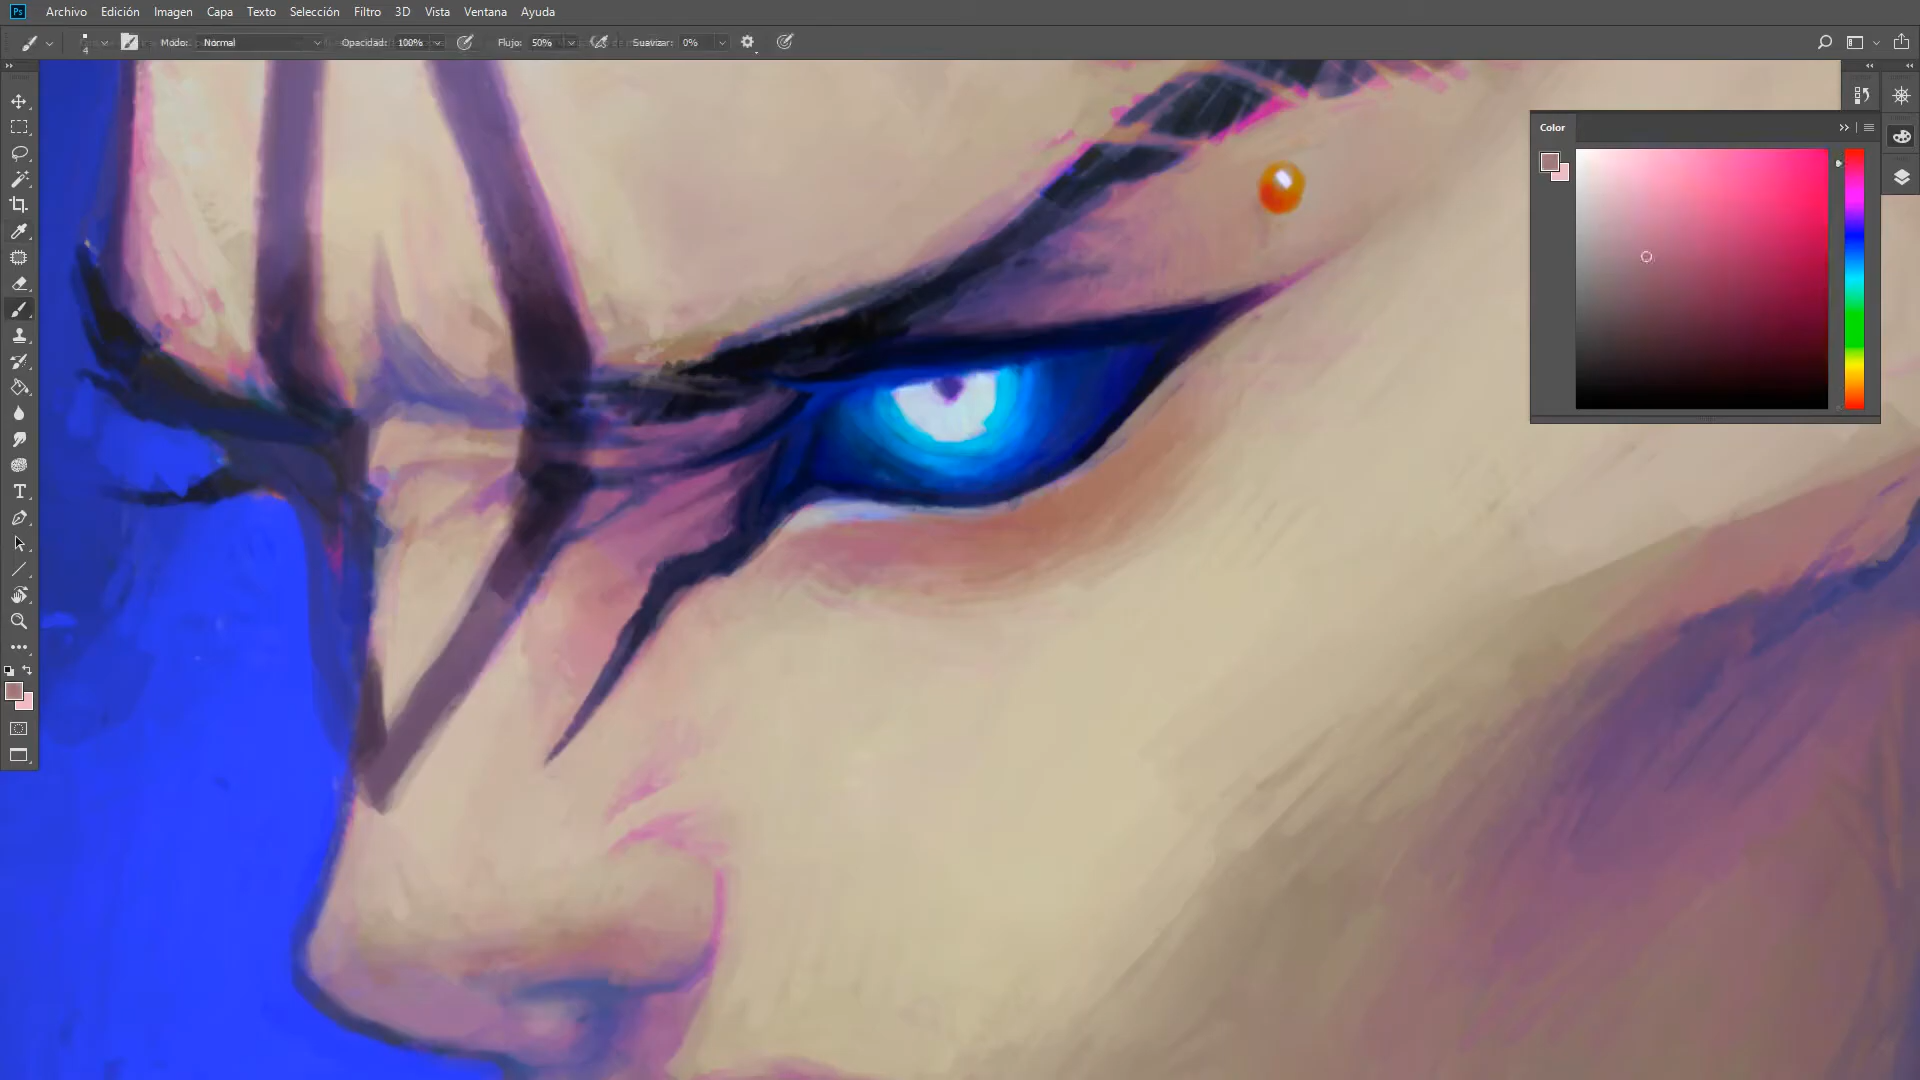 Ps Archivo Edición Imagen Capa Texto Selección Filtro 3D Vista Ventana Ayuda
4 Modo: Normal Opacidad: 100% Flujo: 50% Suavizar: 0%
Color